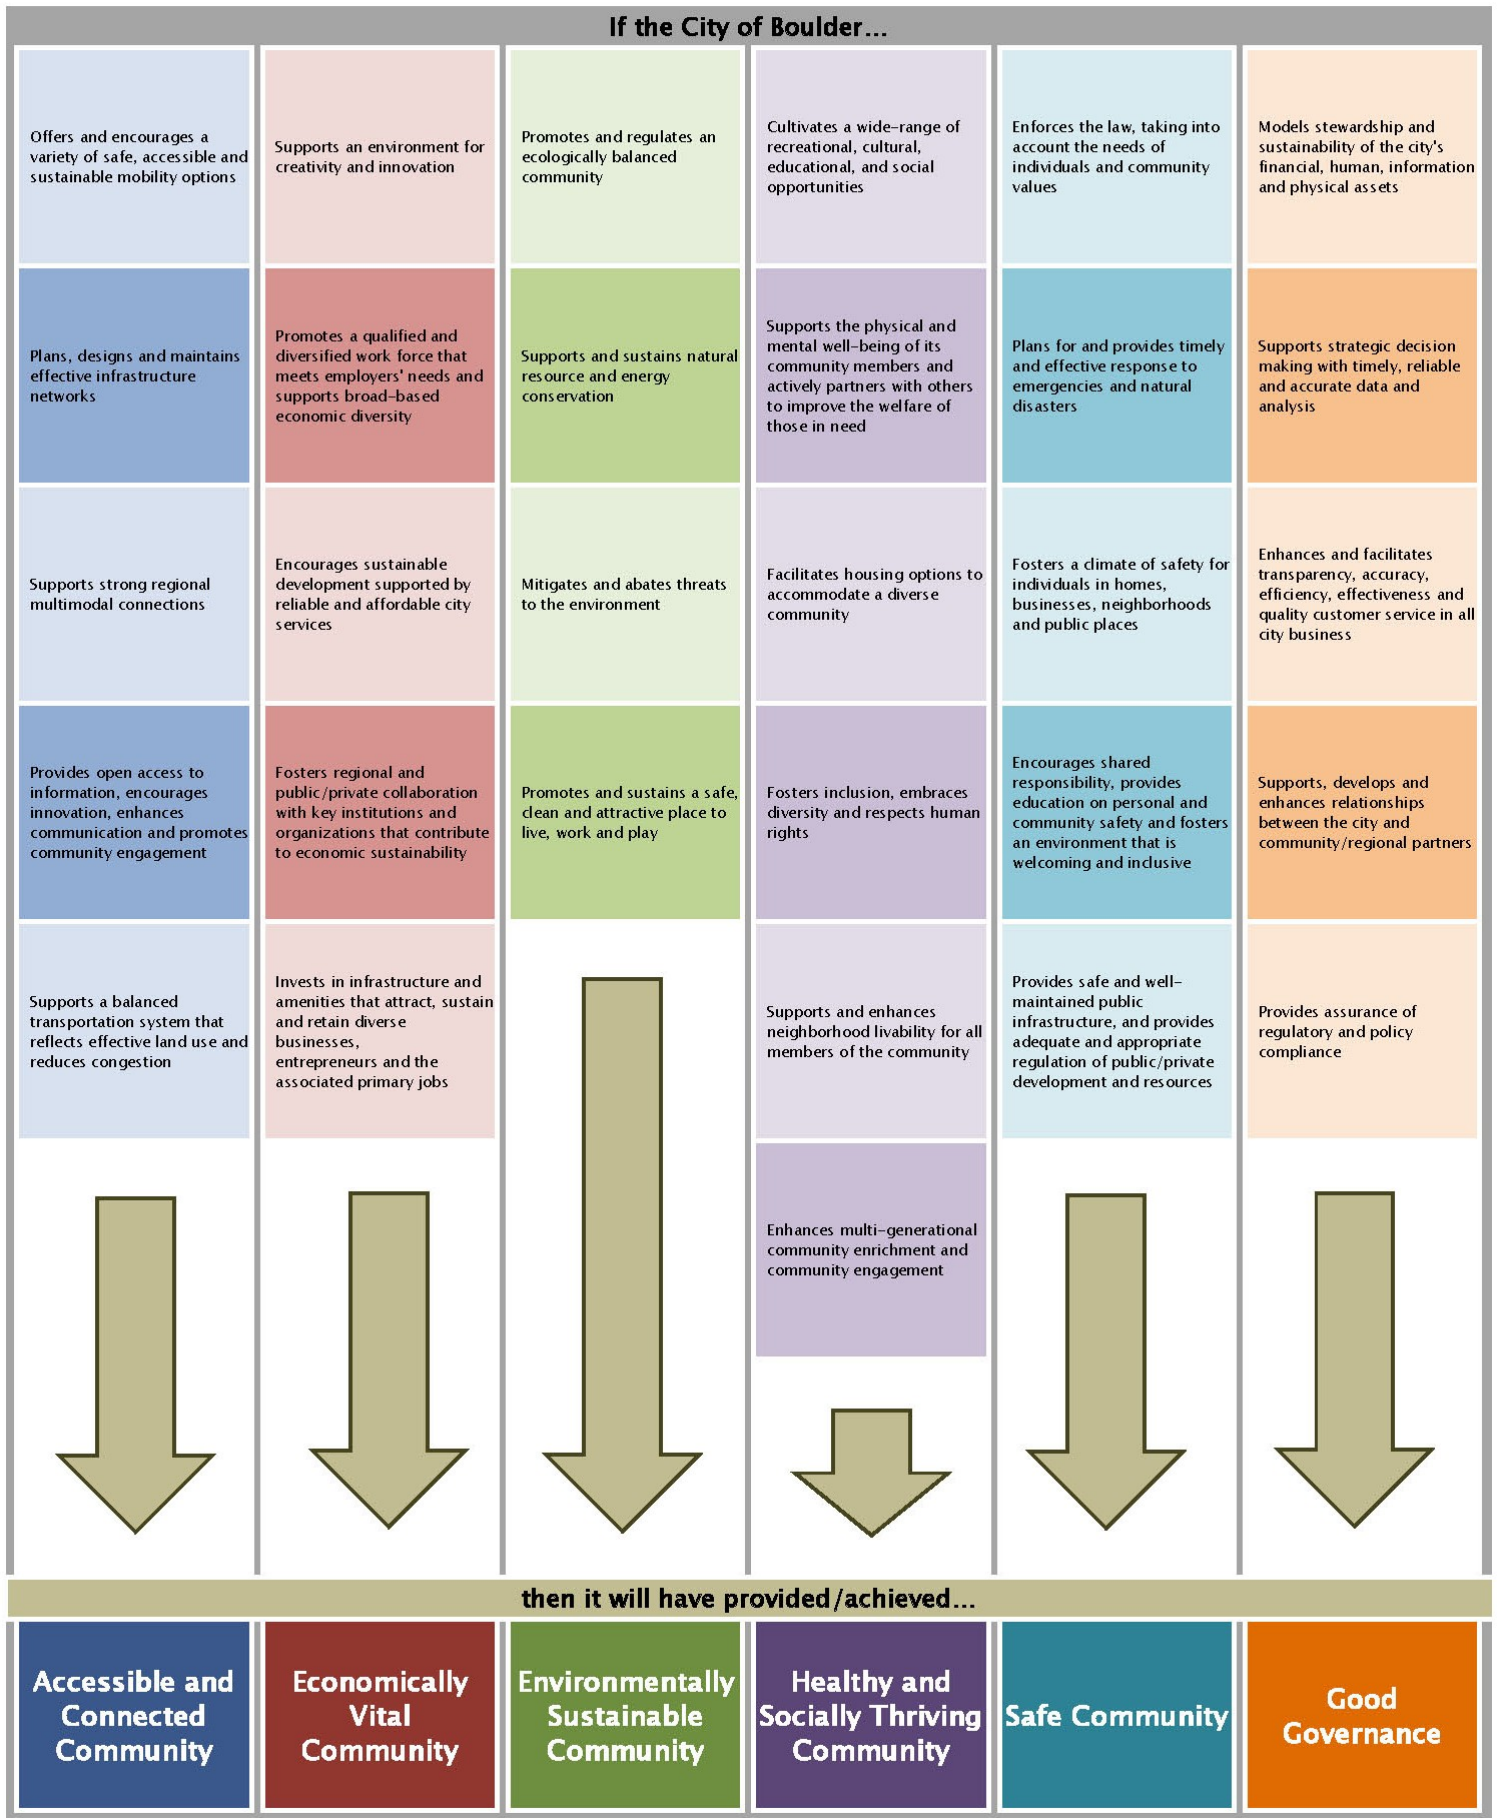 If the City of Boulder...
Offers and encourages a
variety of safe, accessible and
sustainable mobility options
Supports an environment for
creativity and innovation
Promotes and regulates an
ecologically balanced
community
Cultivates a wide-range of
recreational, cultural,
educational, and social
opportunities
Enforces the law, taking into
account the needs of
individuals and community
values
Models stewardship and
sustainability of the city's
financial, human, information
and physical assets
Plans, designs and maintains
effective infrastructure
networks
Promotes a qualified and
diversified work force that
meets employers' needs and
supports broad-based
economic diversity
Supports and sustains natural
resource and energy
conservation
Supports the physical and
mental well-being of its
community members and
actively partners with others
to improve the welfare of
those in need
Plans for and provides timely
and effective response to
emergencies and natural
disasters
Supports strategic decision
making with timely, reliable
and accurate data and
analysis
Supports strong regional
multimodal connections
Encourages sustainable
development supported by
reliable and affordable city
services
Mitigates and abates threats
to the environment
Facilitates housing options to
accommodate a diverse
community
Fosters a climate of safety for
individuals in homes,
businesses, neighborhoods
and public places
Enhances and facilitates
transparency, accuracy,
efficiency, effectiveness and
quality customer service in all
city business
Provides open access to
information, encourages
innovation, enhances
communication and promotes
community engagement
Fosters regional and
public/private collaboration
with key institutions and
organizations that contribute
to economic sustainability
Promotes and sustains a safe,
clean and attractive place to
live, work and play
Fosters inclusion, embraces
diversity and respects human
rights
Encourages shared
responsibility, provides
education on personal and
community safety and fosters
an environment that is
welcoming and inclusive
Supports, develops and
enhances relationships
between the city and
community/regional partners
Supports a balanced
transportation system that
reflects effective land use and
reduces congestion
Invests in infrastructure and
amenities that attract, sustain
and retain diverse
businesses,
entrepreneurs and the
associated primary jobs
Supports and enhances
neighborhood livability for all
members of the community
Provides safe and well-
maintained public
infrastructure, and provides
adequate and appropriate
regulation of public/private
development and resources
Provides assurance of
regulatory and policy
compliance
Enhances multi-generational
community enrichment and
community engagement
then it will have provided/achieved...
Accessible and
Connected
Community
Economically
Vital
Community
Environmentally
Sustainable
Community
Healthy and
Socially Thriving
Community
Safe Community
Good
Governance